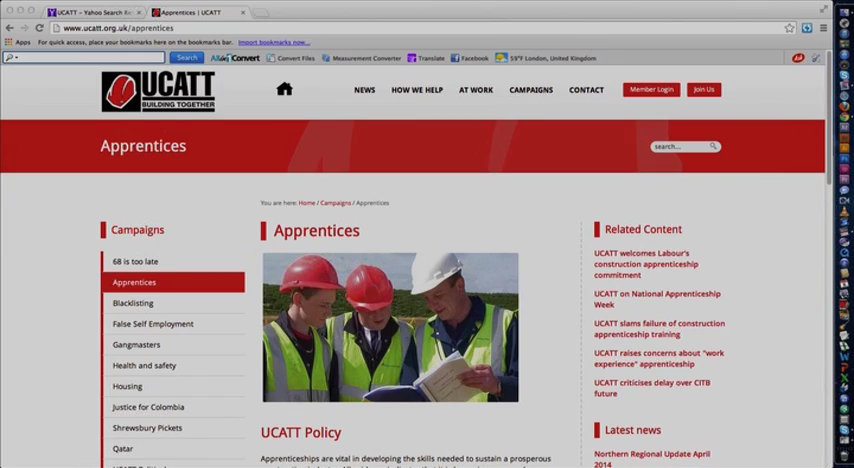 UCATT - Yahoo Search Re
Apprentices | UCATT
www.ucatt.org.uk/apprentices
Apps
For quick access, place your bookmarks here on the bookmarks bar.
Import bookmarks now...
Search
Convert
Convert Files
Measurement Converter
Translate
Facebook
59°F London, United Kingdom
UCATT
BUILDING TOGETHER
NEWS
HOW WE HELP
AT WORK
CAMPAIGNS
CONTACT
Member Login
Join Us
Apprentices
search...
You are here: Home / Campaigns / Apprentices
Campaigns
68 is too late
Apprentices
Blacklisting
False Self Employment
Gangmasters
Health and safety
Housing
Justice for Colombia
Shrewsbury Pickets
Qatar
Apprentices
UCATT Policy
Apprenticeships are vital in developing the skills needed to sustain a prosperous
Related Content
UCATT welcomes Labour's
construction apprenticeship
commitment
UCATT on National Apprenticeship
Week
UCATT slams failure of construction
apprenticeship training
UCATT raises concerns about "work
experience" apprenticeship
UCATT criticises delay over CITB
future
Latest news
Northern Regional Update April
2014